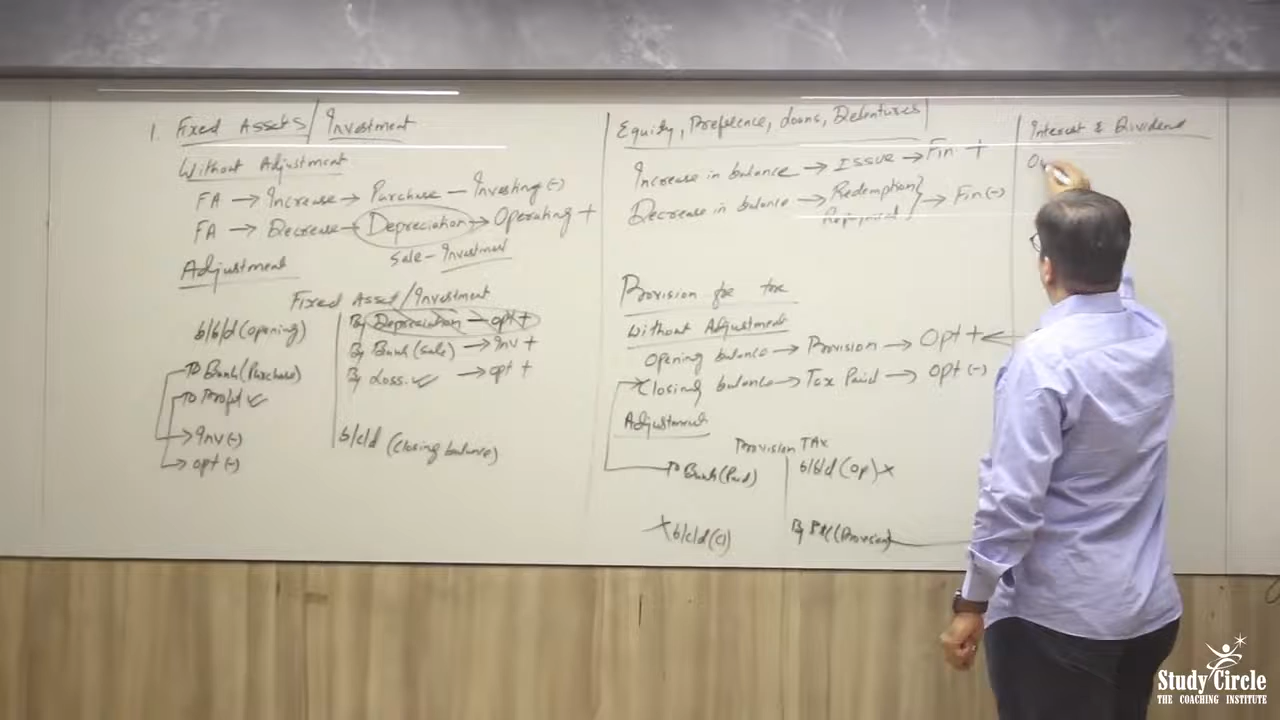 1. Fixed Assets/Investment
Without Adjustment
FA → Increase → Purchase - Investing (-)
FA → Decrease → Depreciation → Operating +
Sale - Investment
Adjustment
Fixed Asset/Investment
b/b/d (opening)
To Bank (Purchase)
To Profit ✓
→ Inv (-)
→ opt (-)
By Depreciation - opt +
By Bank (sale) → Inv +
By Loss ✓ → opt +
b/c/d (closing balance)
Equity, Preference, Loans, Debentures
Increase in balance → Issue → Fin. +
Decrease in balance → Redemption
Repayment } → Fin (-)
Provision for tax
Without Adjustment
Opening balance → Provision → Opt +
Closing balance → Tax Paid → Opt (-)
Adjustment
Provision Tax
To Bank (Paid)
b/b/d (Op) x
x b/c/d (Cl)
By P&L (Provision)
Interest & Dividend
Study Circle
THE COACHING INSTITUTE